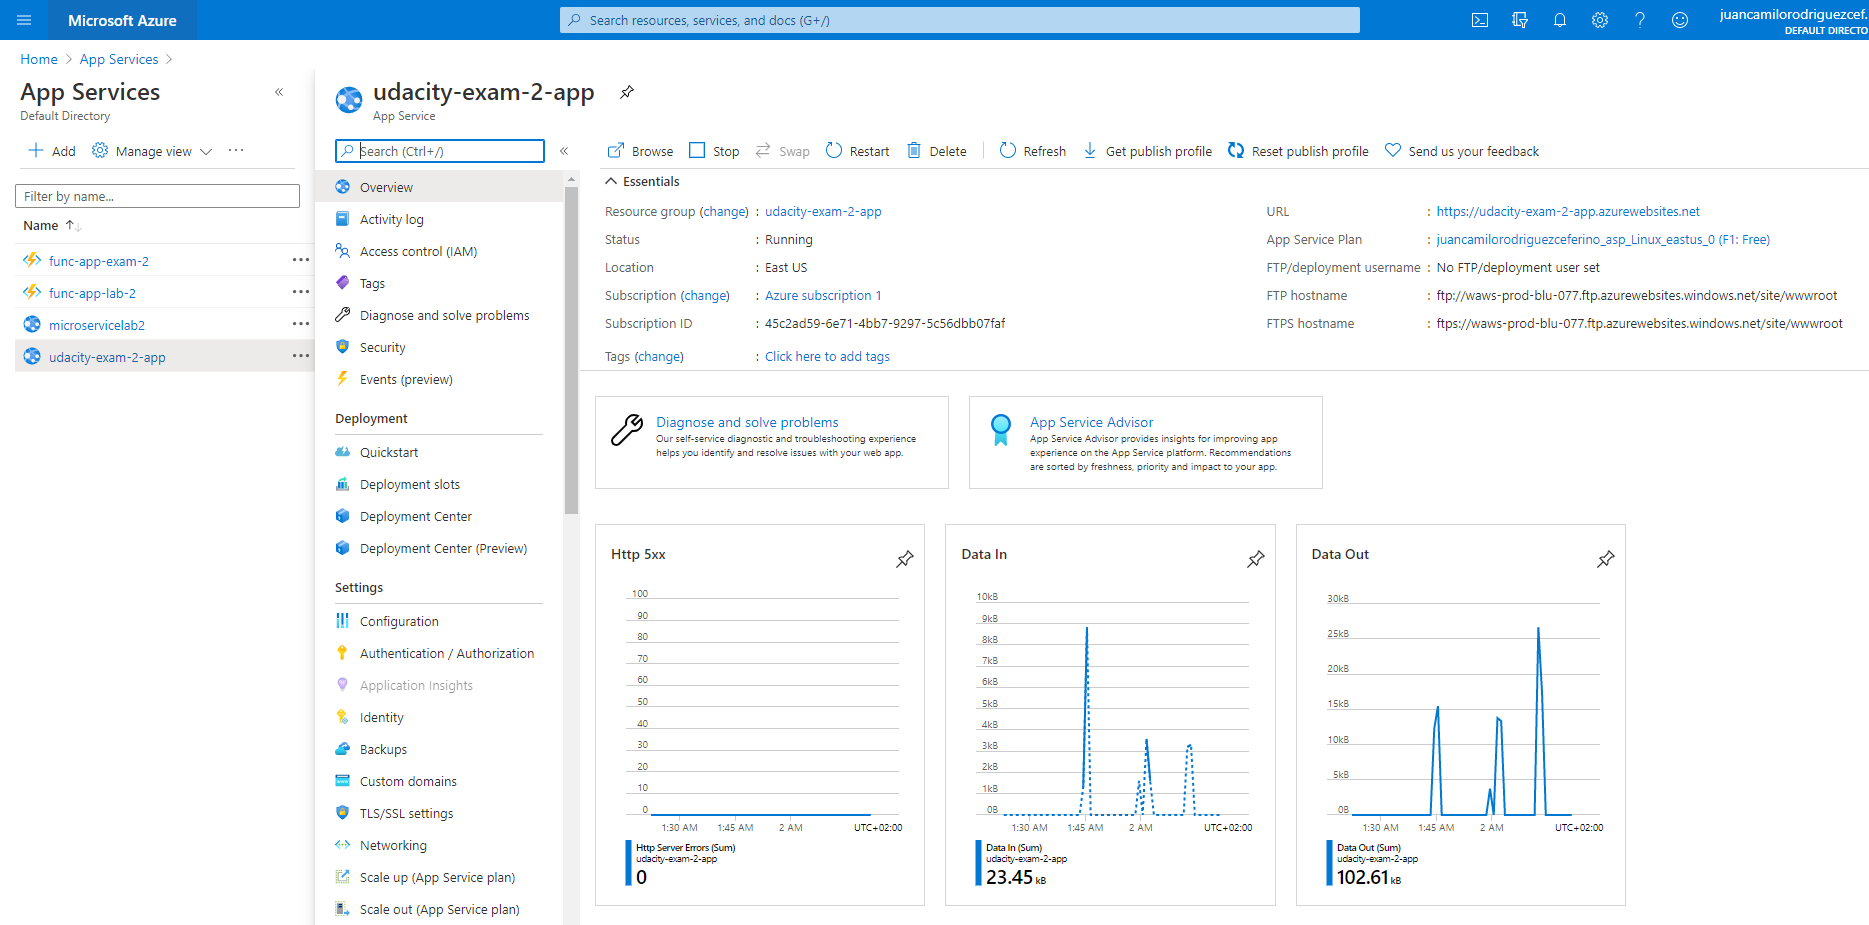 Microsoft Azure
Search resources, services, and docs (G+/)
juancamilorodriguezcef.
DEFAULT DIRECTO
Home > App Services >
App Services
Default Directory
Add
Manage view
Filter by name...
Name
func-app-exam-2
func-app-lab-2
microservicelab2
udacity-exam-2-app
udacity-exam-2-app
App Service
Search (Ctrl+/)
Overview
Activity log
Access control (IAM)
Tags
Diagnose and solve problems
Security
Events (preview)
Deployment
Quickstart
Deployment slots
Deployment Center
Deployment Center (Preview)
Settings
Configuration
Authentication / Authorization
Application Insights
Identity
Backups
Custom domains
TLS/SSL settings
Networking
Scale up (App Service plan)
Scale out (App Service plan)
Browse Stop Swap Restart Delete Refresh Get publish profile Reset publish profile Send us your feedback
Essentials
Resource group (change) : udacity-exam-2-app
Status : Running
Location : East US
Subscription (change) : Azure subscription 1
Subscription ID : 45c2ad59-6e71-4bb7-9297-5c56dbb07faf
Tags (change) : Click here to add tags
URL : https://udacity-exam-2-app.azurewebsites.net
App Service Plan : juancamilorodriguezceferino_asp_Linux_eastus_0 (F1: Free)
FTP/deployment username : No FTP/deployment user set
FTP hostname : ftp://waws-prod-blu-077.ftp.azurewebsites.windows.net/site/wwwroot
FTPS hostname : ftps://waws-prod-blu-077.ftp.azurewebsites.windows.net/site/wwwroot
Diagnose and solve problems
Our self-service diagnostic and troubleshooting experience
helps you identify and resolve issues with your web app.
App Service Advisor
App Service Advisor provides insights for improving app
experience on the App Service platform. Recommendations
are sorted by freshness, priority and impact to your app.
Http 5xx
100
90
80
70
60
50
40
30
20
10
0
1:30 AM 1:45 AM 2 AM UTC+02:00
Http Server Errors (Sum)
udacity-exam-2-app
0
Data In
10kB
9kB
8kB
7kB
6kB
5kB
4kB
3kB
2kB
1kB
0B
1:30 AM 1:45 AM 2 AM UTC+02:00
Data In (Sum)
udacity-exam-2-app
23.45 kB
Data Out
30kB
25kB
20kB
15kB
10kB
5kB
0B
1:30 AM 1:45 AM 2 AM UTC+02:00
Data Out (Sum)
udacity-exam-2-app
102.61 kB